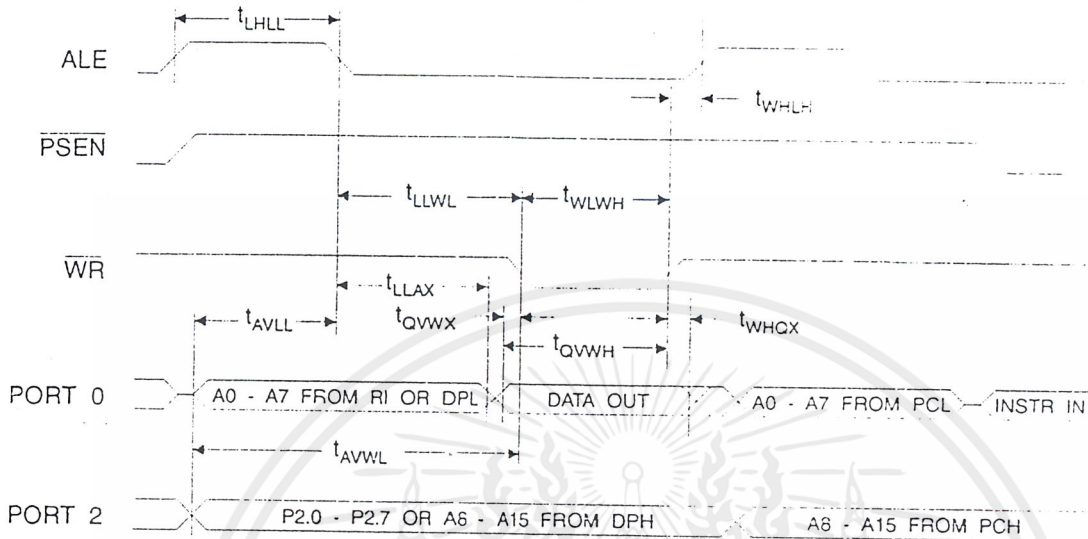 tLHLL
ALE
tWHLH
PSEN
tLLWL
tWLWH
WR
tLLAX
tAVLL
tQVWX
tWHQX
tQVWH
PORT 0
A0 - A7 FROM RI OR DPL
DATA OUT
A0 - A7 FROM PCL
INSTR IN
tAVWL
PORT 2
P2.0 - P2.7 OR A8 - A15 FROM DPH
A8 - A15 FROM PCH